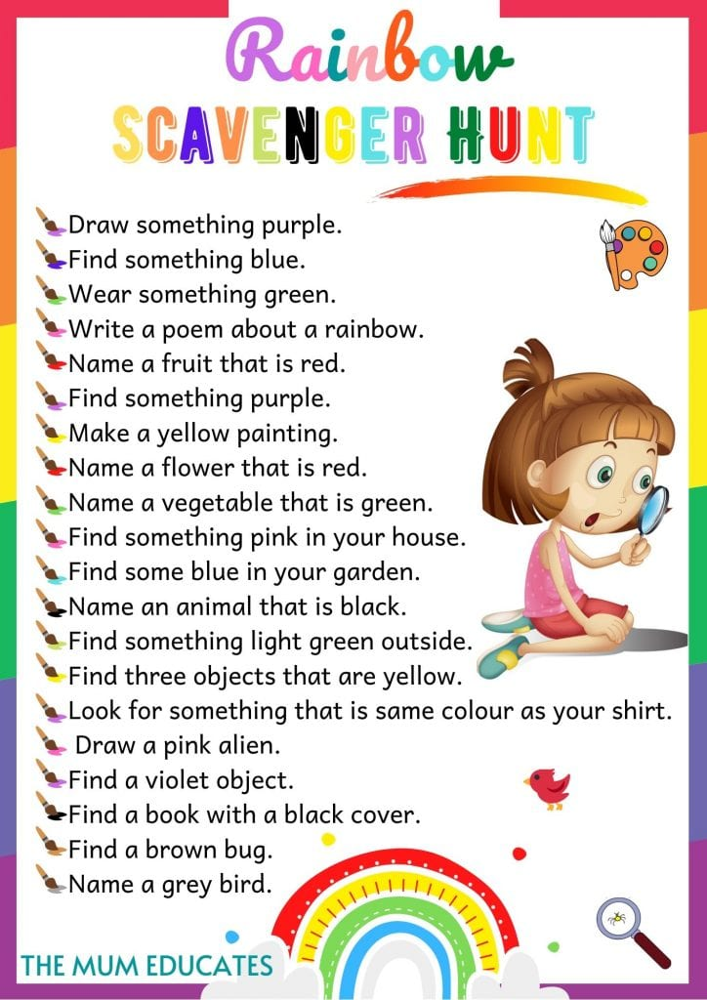 Rainbow
SCAVENGER HUNT
Draw something purple.
Find something blue.
Wear something green.
Write a poem about a rainbow.
Name a fruit that is red.
Find something purple.
Make a yellow painting.
Name a flower that is red.
Name a vegetable that is green.
Find something pink in your house.
Find some blue in your garden.
Name an animal that is black.
Find something light green outside.
Find three objects that are yellow.
Look for something that is same colour as your shirt.
Draw a pink alien.
Find a violet object.
Find a book with a black cover.
Find a brown bug.
Name a grey bird.
THE MUM EDUCATES